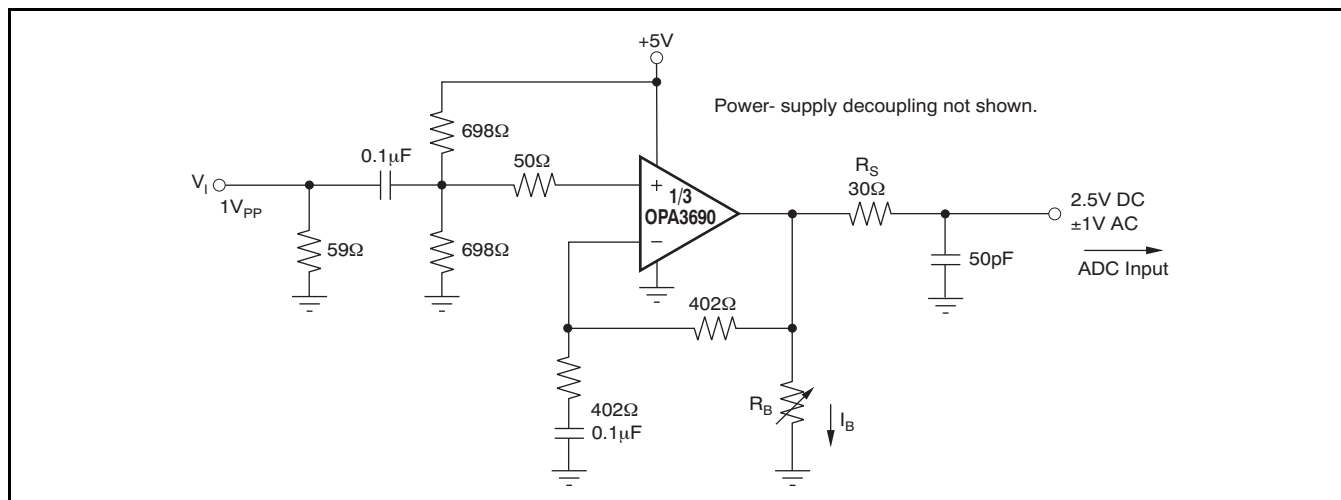 +5V
Power- supply decoupling not shown.
698Ω
0.1μF
50Ω
V_I
1V_PP
+
1/3
OPA3690
−
R_S
30Ω
2.5V DC
±1V AC
ADC Input
59Ω
698Ω
50pF
402Ω
402Ω
0.1μF
R_B
I_B